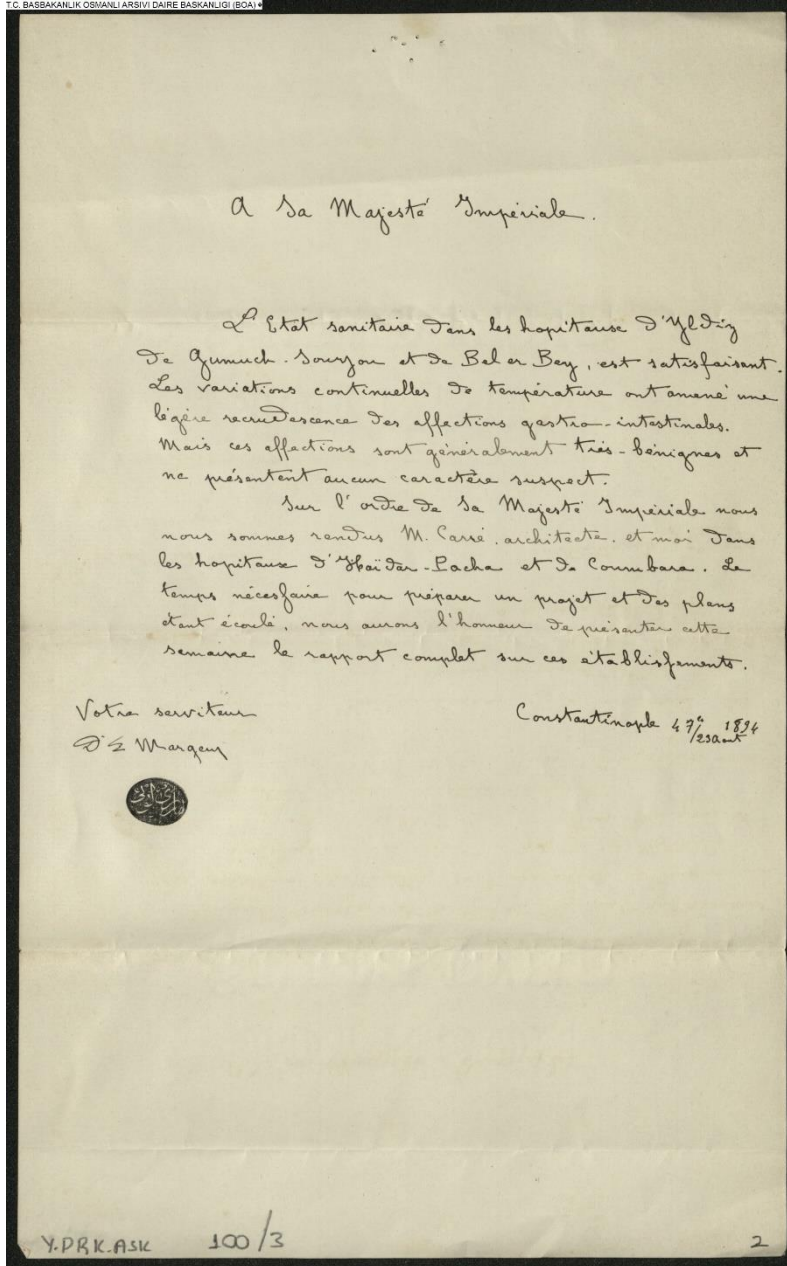 T.C. BASBAKANLIK OSMANLI ARSIVI DAIRE BASKANLIGI (BOA)
A Sa Majesté Impériale.
L'Etat sanitaire dans les hopitause d'Yldiz
de Gumuch-Souyou et de Bel er Bey, est satisfaisant.
Les variations continuelles de température ont amené une
légère recrudescence des affections gastro-intestinales.
Mais ces affections sont généralement très-bénignes et
ne présentent aucun caractère suspect.
Sur l'ordre de Sa Majesté Impériale nous
nous sommes rendus M. Carré, architecte, et moi dans
les hopitause d'Haïdar-Pacha et de Coumbara. Le
temps nécessaire pour préparer un projet et des plans
étant écoulé, nous aurons l'honneur de présenter cette
semaine le rapport complet sur ces établissements.
Votre serviteur
Constantinople 1894
Dr
Y.PRK.ASK 100/3 2